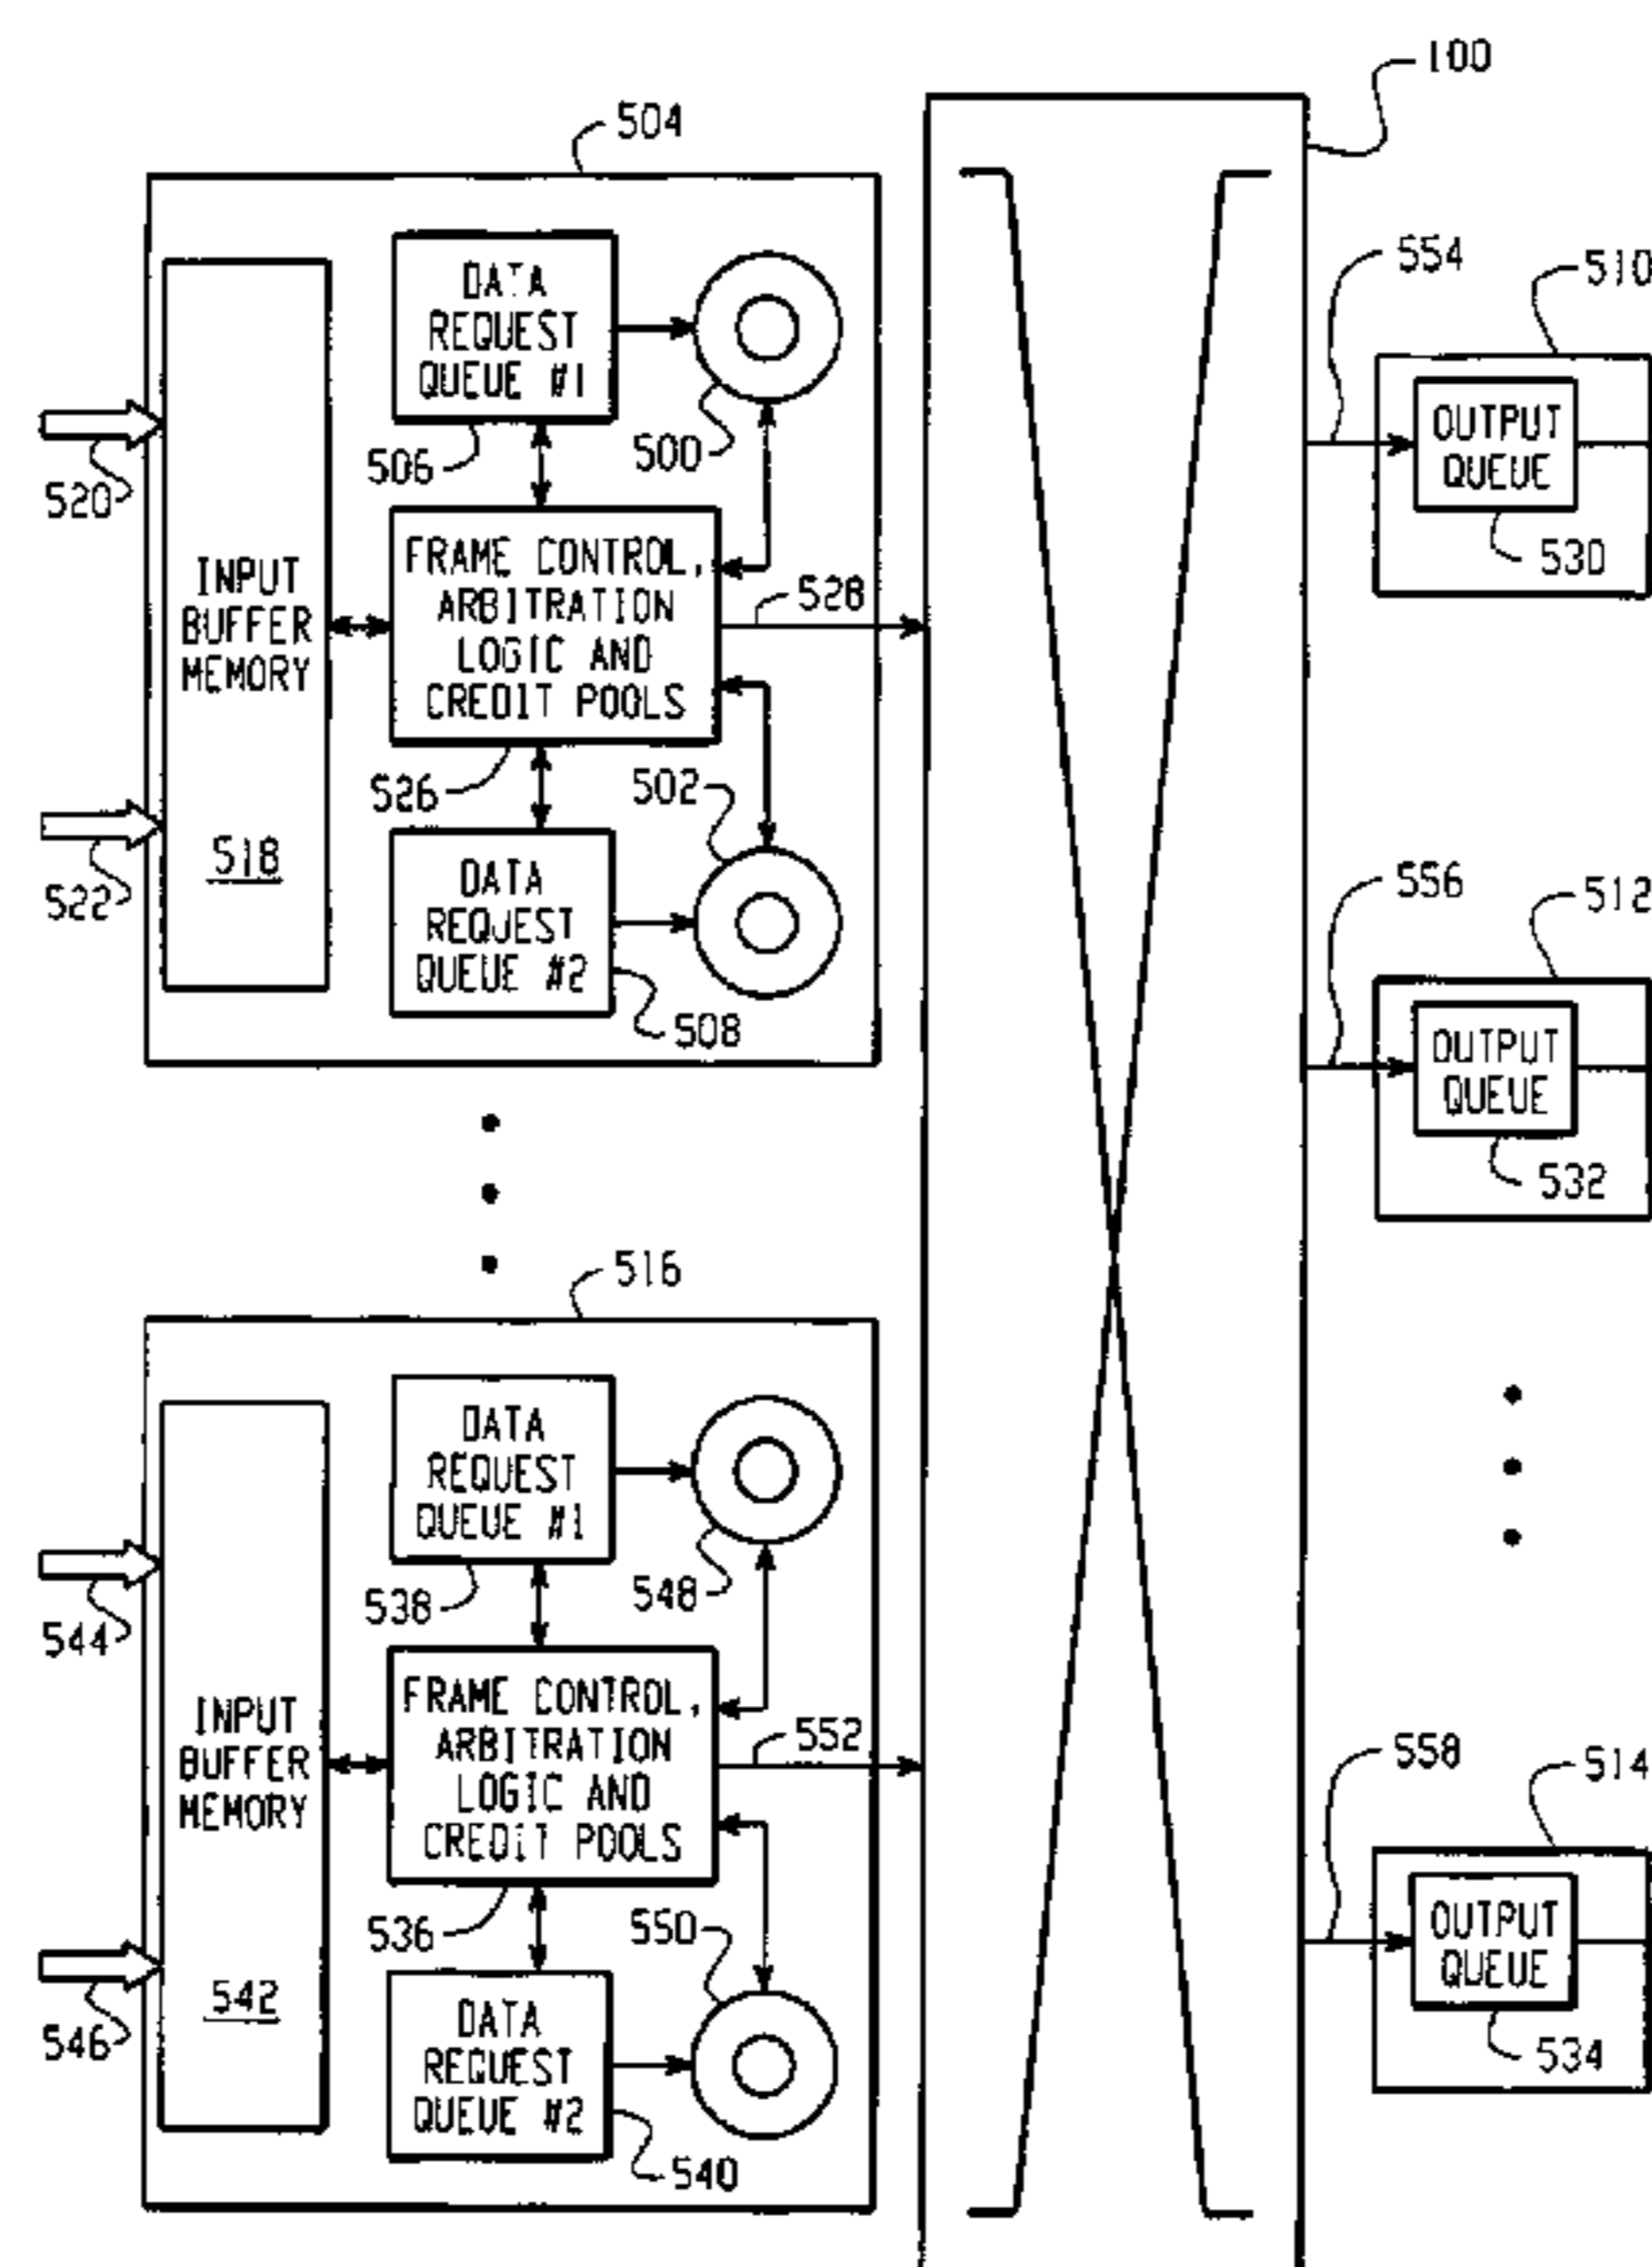 100
504
DATA
REQUEST
QUEUE #1
554
510
506
500
520
OUTPUT
QUEUE
530
INPUT
BUFFER
MEMORY
FRAME CONTROL,
ARBITRATION
LOGIC AND
CREDIT POOLS
528
526
502
518
522
DATA
REQUEST
QUEUE #2
508
556
512
OUTPUT
QUEUE
532
516
DATA
REQUEST
QUEUE #1
538
548
544
INPUT
BUFFER
MEMORY
FRAME CONTROL,
ARBITRATION
LOGIC AND
CREDIT POOLS
552
558
514
536
550
OUTPUT
QUEUE
534
542
546
DATA
REQUEST
QUEUE #2
540